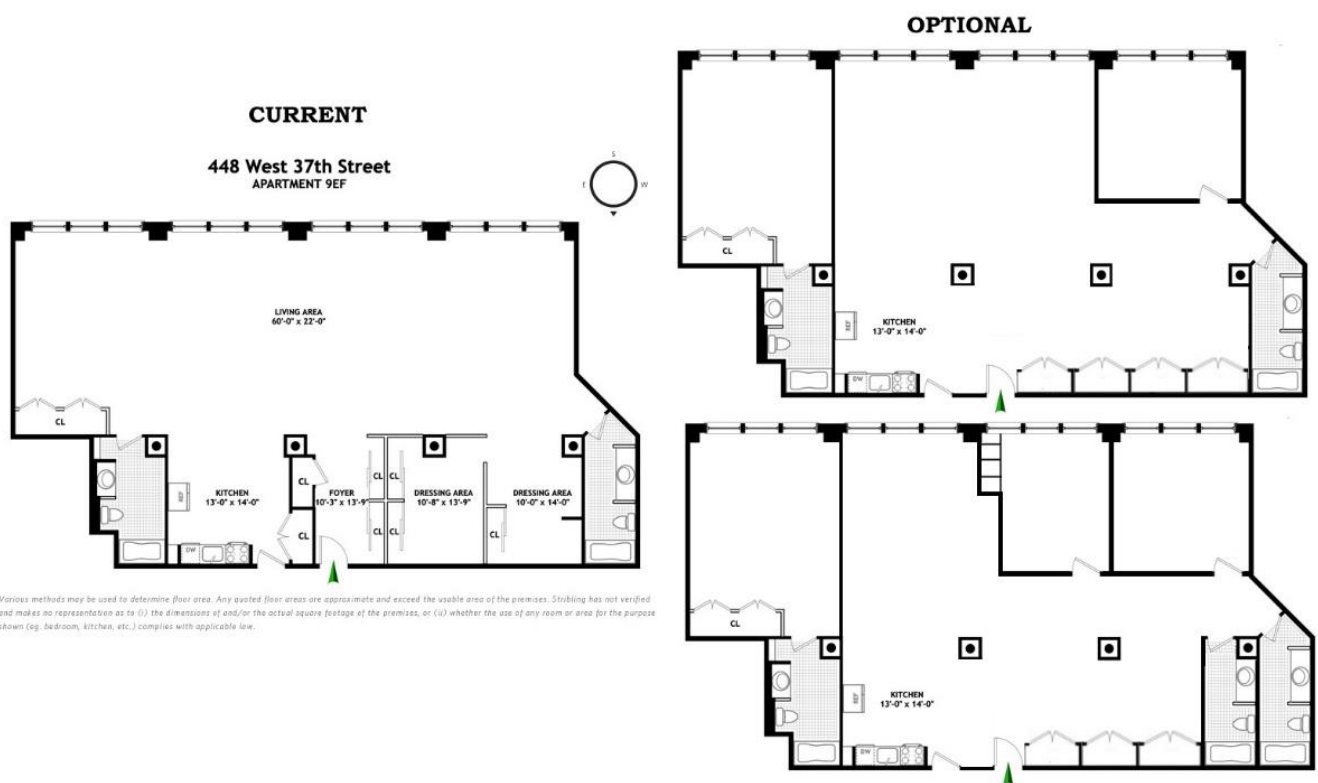 OPTIONAL
CURRENT
448 West 37th Street
APARTMENT 9EF
S
E
W
LIVING AREA
60'-0" x 22'-0"
CL
KITCHEN
13'-0" x 14'-0"
REF
DW
CL
CL
FOYER
10'-3" x 13'-9"
CL
CL
CL
CL
DRESSING AREA
10'-8" x 13'-9"
DRESSING AREA
10'-0" x 14'-0"
CL
Various methods may be used to determine floor area. Any quoted floor areas are approximate and exceed the usable area of the premises. Stribling has not verified
and makes no representation as to (i) the dimensions of and/or the actual square footage of the premises, or (ii) whether the use of any room or area for the purpose
shown (eg. bedroom, kitchen, etc.) complies with applicable law.
CL
REF
KITCHEN
13'-0" x 14'-0"
DW
CL
REF
KITCHEN
13'-0" x 14'-0"
DW